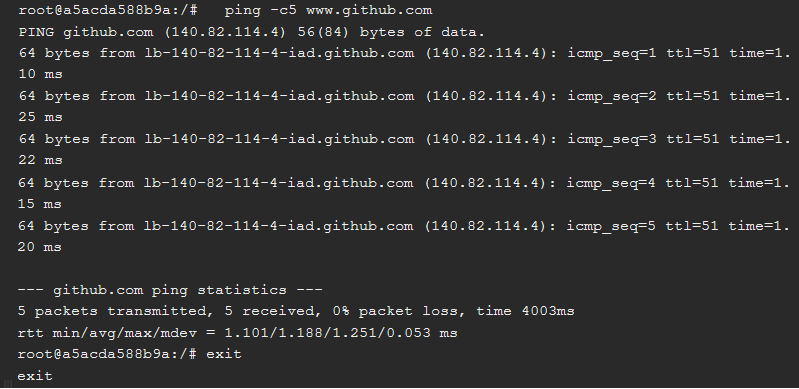 root@a5acda588b9a:/#   ping -c5 www.github.com
PING github.com (140.82.114.4) 56(84) bytes of data.
64 bytes from lb-140-82-114-4-iad.github.com (140.82.114.4): icmp_seq=1 ttl=51 time=1.
10 ms
64 bytes from lb-140-82-114-4-iad.github.com (140.82.114.4): icmp_seq=2 ttl=51 time=1.
25 ms
64 bytes from lb-140-82-114-4-iad.github.com (140.82.114.4): icmp_seq=3 ttl=51 time=1.
22 ms
64 bytes from lb-140-82-114-4-iad.github.com (140.82.114.4): icmp_seq=4 ttl=51 time=1.
15 ms
64 bytes from lb-140-82-114-4-iad.github.com (140.82.114.4): icmp_seq=5 ttl=51 time=1.
20 ms
--- github.com ping statistics ---
5 packets transmitted, 5 received, 0% packet loss, time 4003ms
rtt min/avg/max/mdev = 1.101/1.188/1.251/0.053 ms
root@a5acda588b9a:/# exit
exit